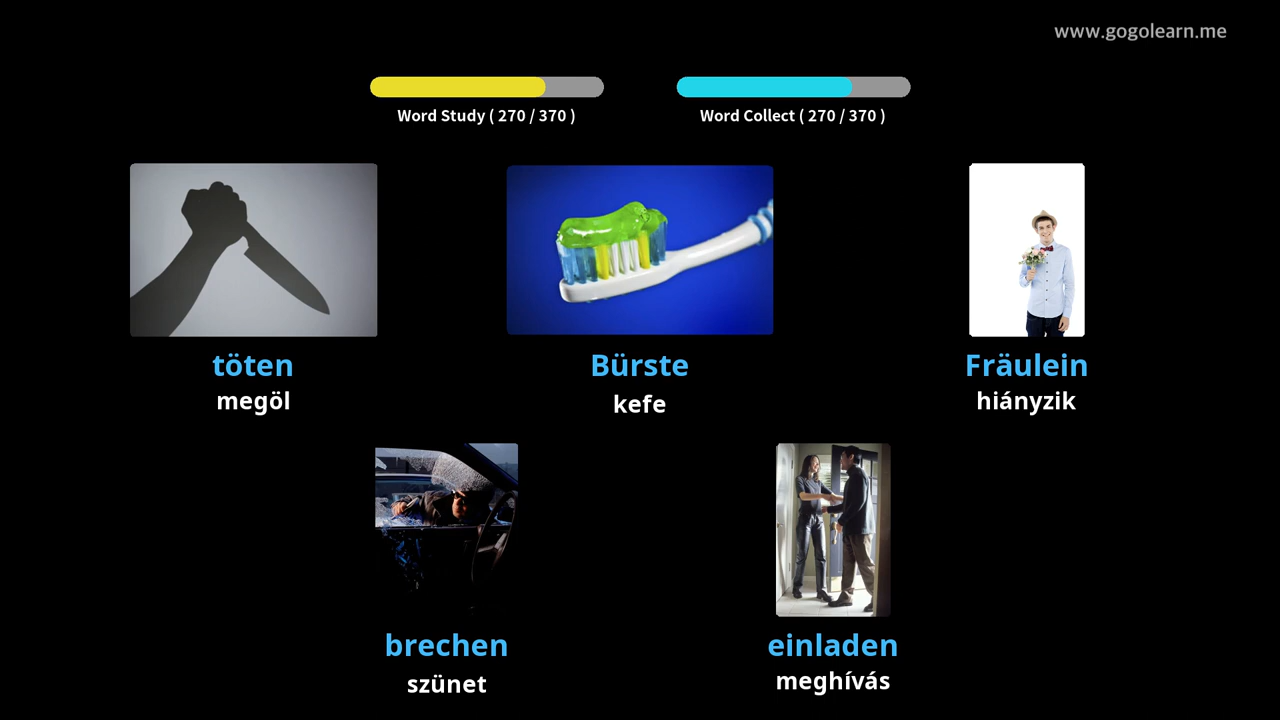 www.gogolearn.me
Word Study ( 270 / 370 )
Word Collect ( 270 / 370 )
töten
megöl
Bürste
kefe
Fräulein
hiányzik
brechen
szünet
einladen
meghívás